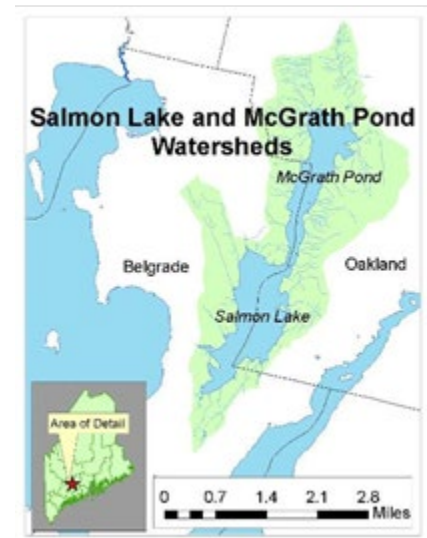 Salmon Lake and McGrath Pond
Watersheds
McGrath Pond
Belgrade
Oakland
Salmon Lake
Area of Detail
0 0.7 1.4 2.1 2.8
Miles